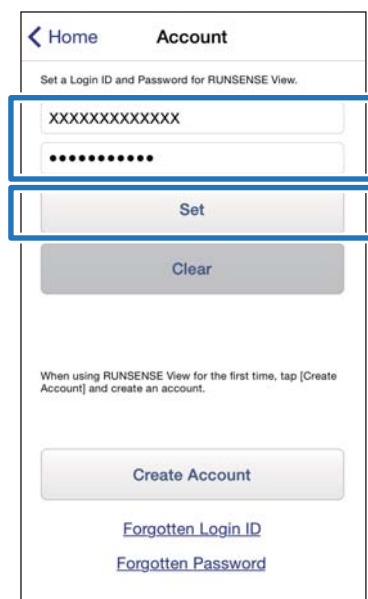 Home Account
Set a Login ID and Password for RUNSENSE View.
XXXXXXXXXXXXX
•••••••••••
Set
Clear
When using RUNSENSE View for the first time, tap [Create
Account] and create an account.
Create Account
Forgotten Login ID
Forgotten Password